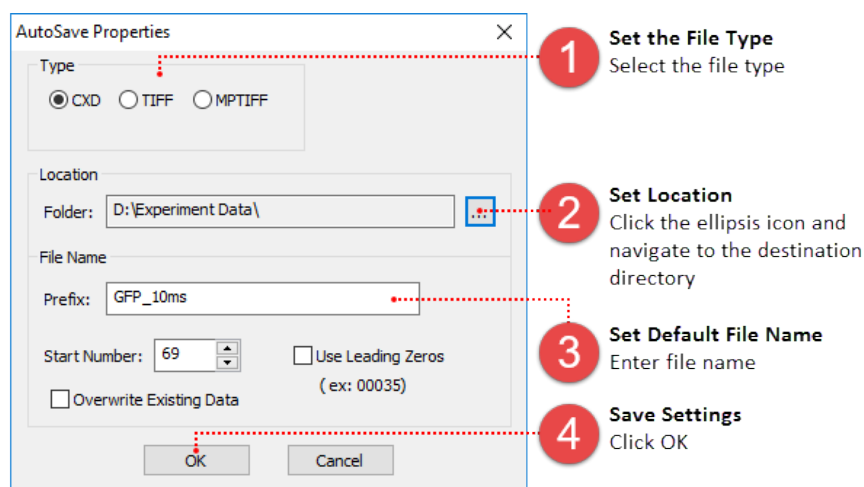 AutoSave Properties
Type
CXD TIFF MPTIFF
Location
Folder: D:\Experiment Data\ ...
File Name
Prefix: GFP_10ms
Start Number: 69 Use Leading Zeros
( ex: 00035)
Overwrite Existing Data
OK Cancel
1 Set the File Type
Select the file type
2 Set Location
Click the ellipsis icon and
navigate to the destination
directory
3 Set Default File Name
Enter file name
4 Save Settings
Click OK